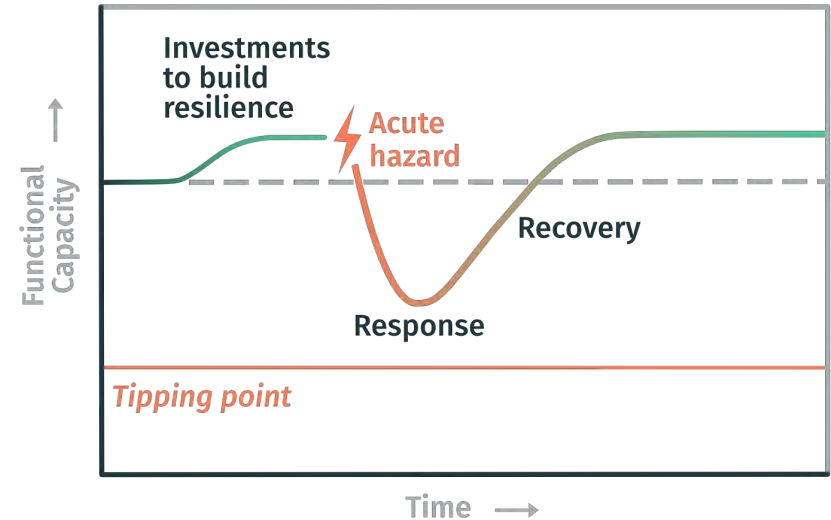 Investments
to build
resilience
Acute
hazard
Functional
Capacity
Recovery
Response
Tipping point
Time